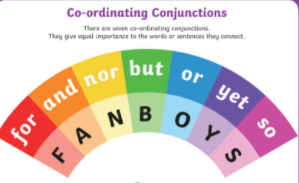 Co-ordinating Conjunctions
There are seven co-ordinating conjunctions.
They give equal importance to the words or sentences they connect.
for and nor but or yet so
F A N B O Y S